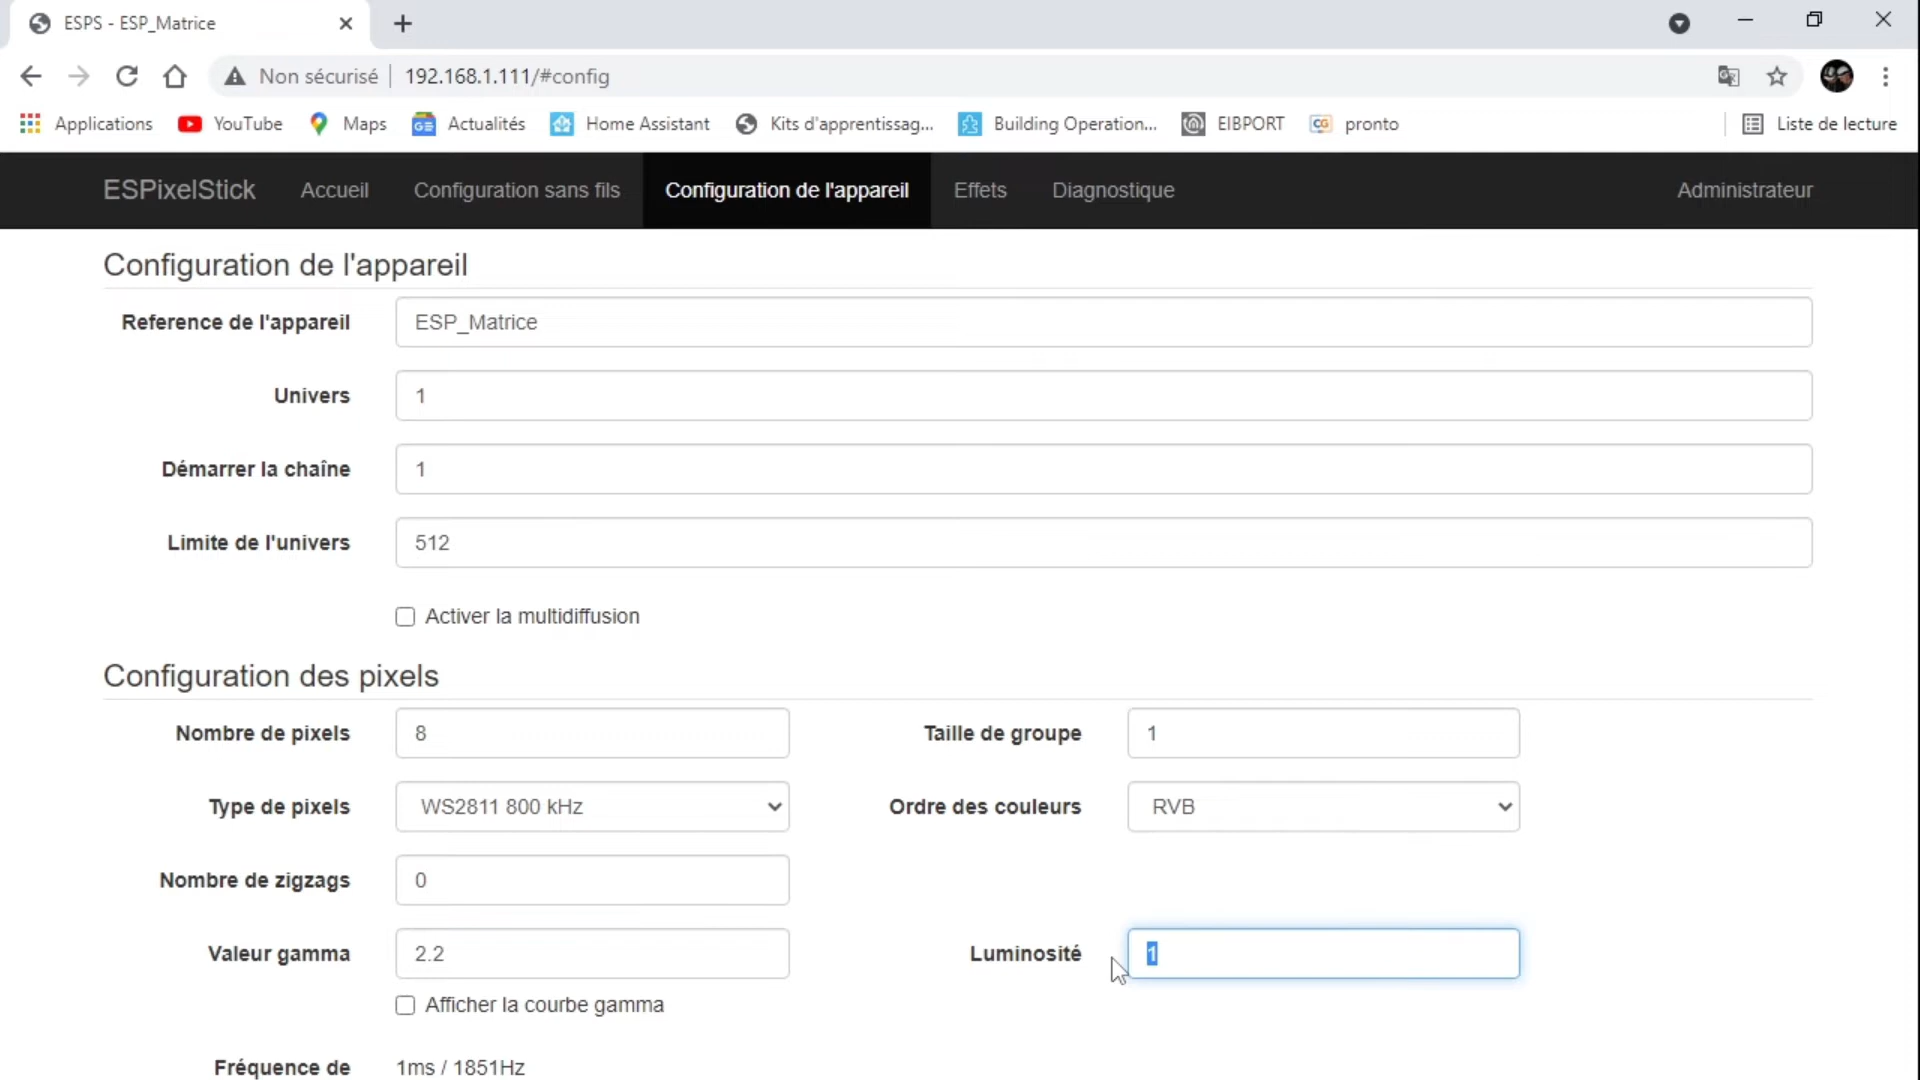 ESPS - ESP_Matrice
Non sécurisé 192.168.1.111/#config
Applications YouTube Maps Actualités Home Assistant Kits d'apprentissag... Building Operation... EIBPORT pronto Liste de lecture
ESPixelStick Accueil Configuration sans fils Configuration de l'appareil Effets Diagnostique Administrateur
Configuration de l'appareil
Reference de l'appareil ESP_Matrice
Univers 1
Démarrer la chaîne 1
Limite de l'univers 512
Activer la multidiffusion
Configuration des pixels
Nombre de pixels 8 Taille de groupe 1
Type de pixels WS2811 800 kHz Ordre des couleurs RVB
Nombre de zigzags 0
Valeur gamma 2.2 Luminosité 1
Afficher la courbe gamma
Fréquence de 1ms / 1851Hz